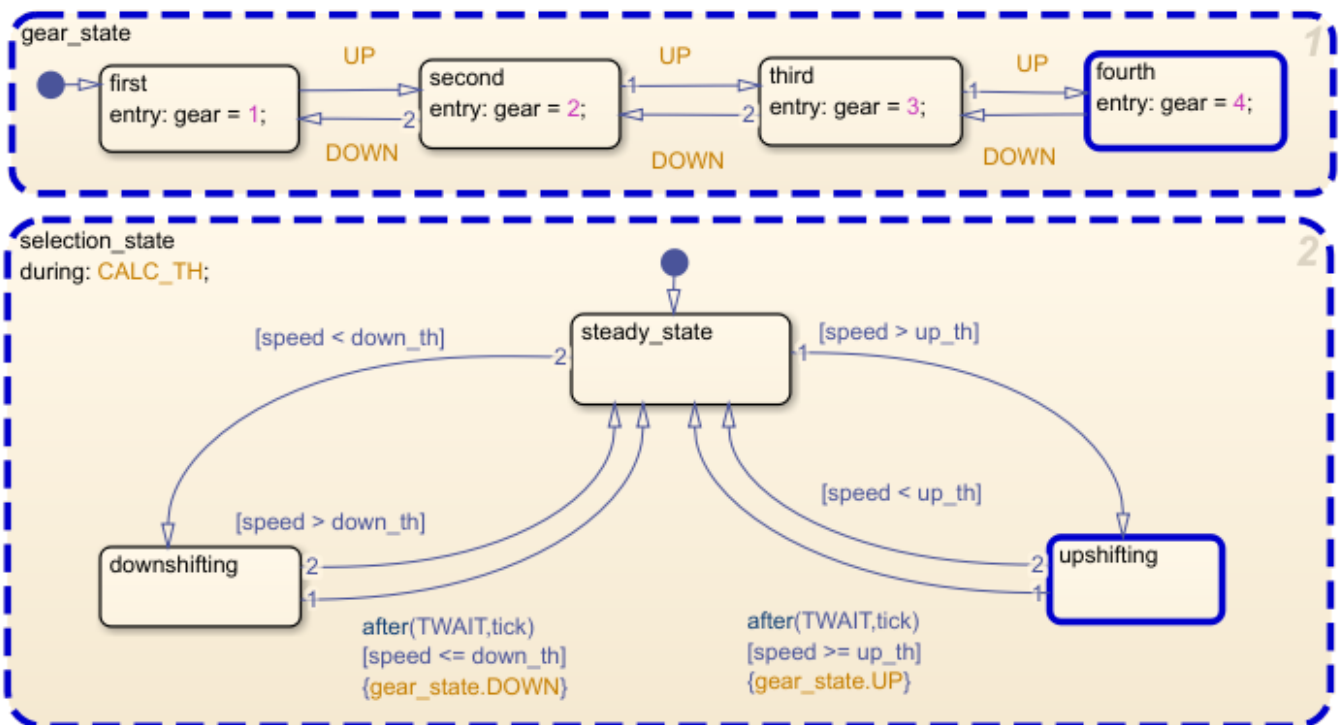 gear_state
1
UP
UP
UP
first
entry: gear = 1;
second
entry: gear = 2;
third
entry: gear = 3;
fourth
entry: gear = 4;
2
1
2
1
2
1
DOWN
DOWN
DOWN
selection_state
during: CALC_TH;
2
steady_state
[speed < down_th]
2
1
[speed > up_th]
[speed > down_th]
[speed < up_th]
downshifting
2
1
upshifting
2
1
after(TWAIT,tick)
[speed <= down_th]
{gear_state.DOWN}
after(TWAIT,tick)
[speed >= up_th]
{gear_state.UP}